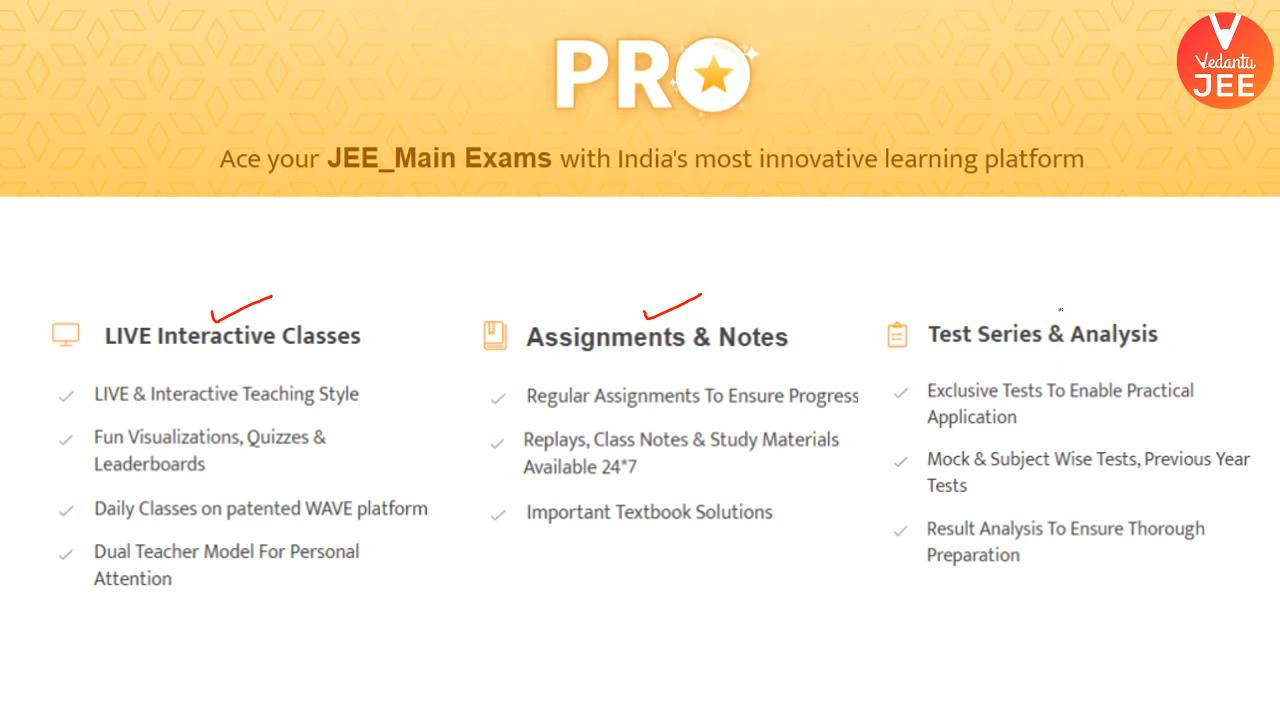 PRO
Vedantu
JEE
Ace your JEE_Main Exams with India's most innovative learning platform
LIVE Interactive Classes
LIVE & Interactive Teaching Style
Fun Visualizations, Quizzes &
Leaderboards
Daily Classes on patented WAVE platform
Dual Teacher Model For Personal
Attention
Assignments & Notes
Regular Assignments To Ensure Progress
Replays, Class Notes & Study Materials
Available 24*7
Important Textbook Solutions
Test Series & Analysis
Exclusive Tests To Enable Practical
Application
Mock & Subject Wise Tests, Previous Year
Tests
Result Analysis To Ensure Thorough
Preparation